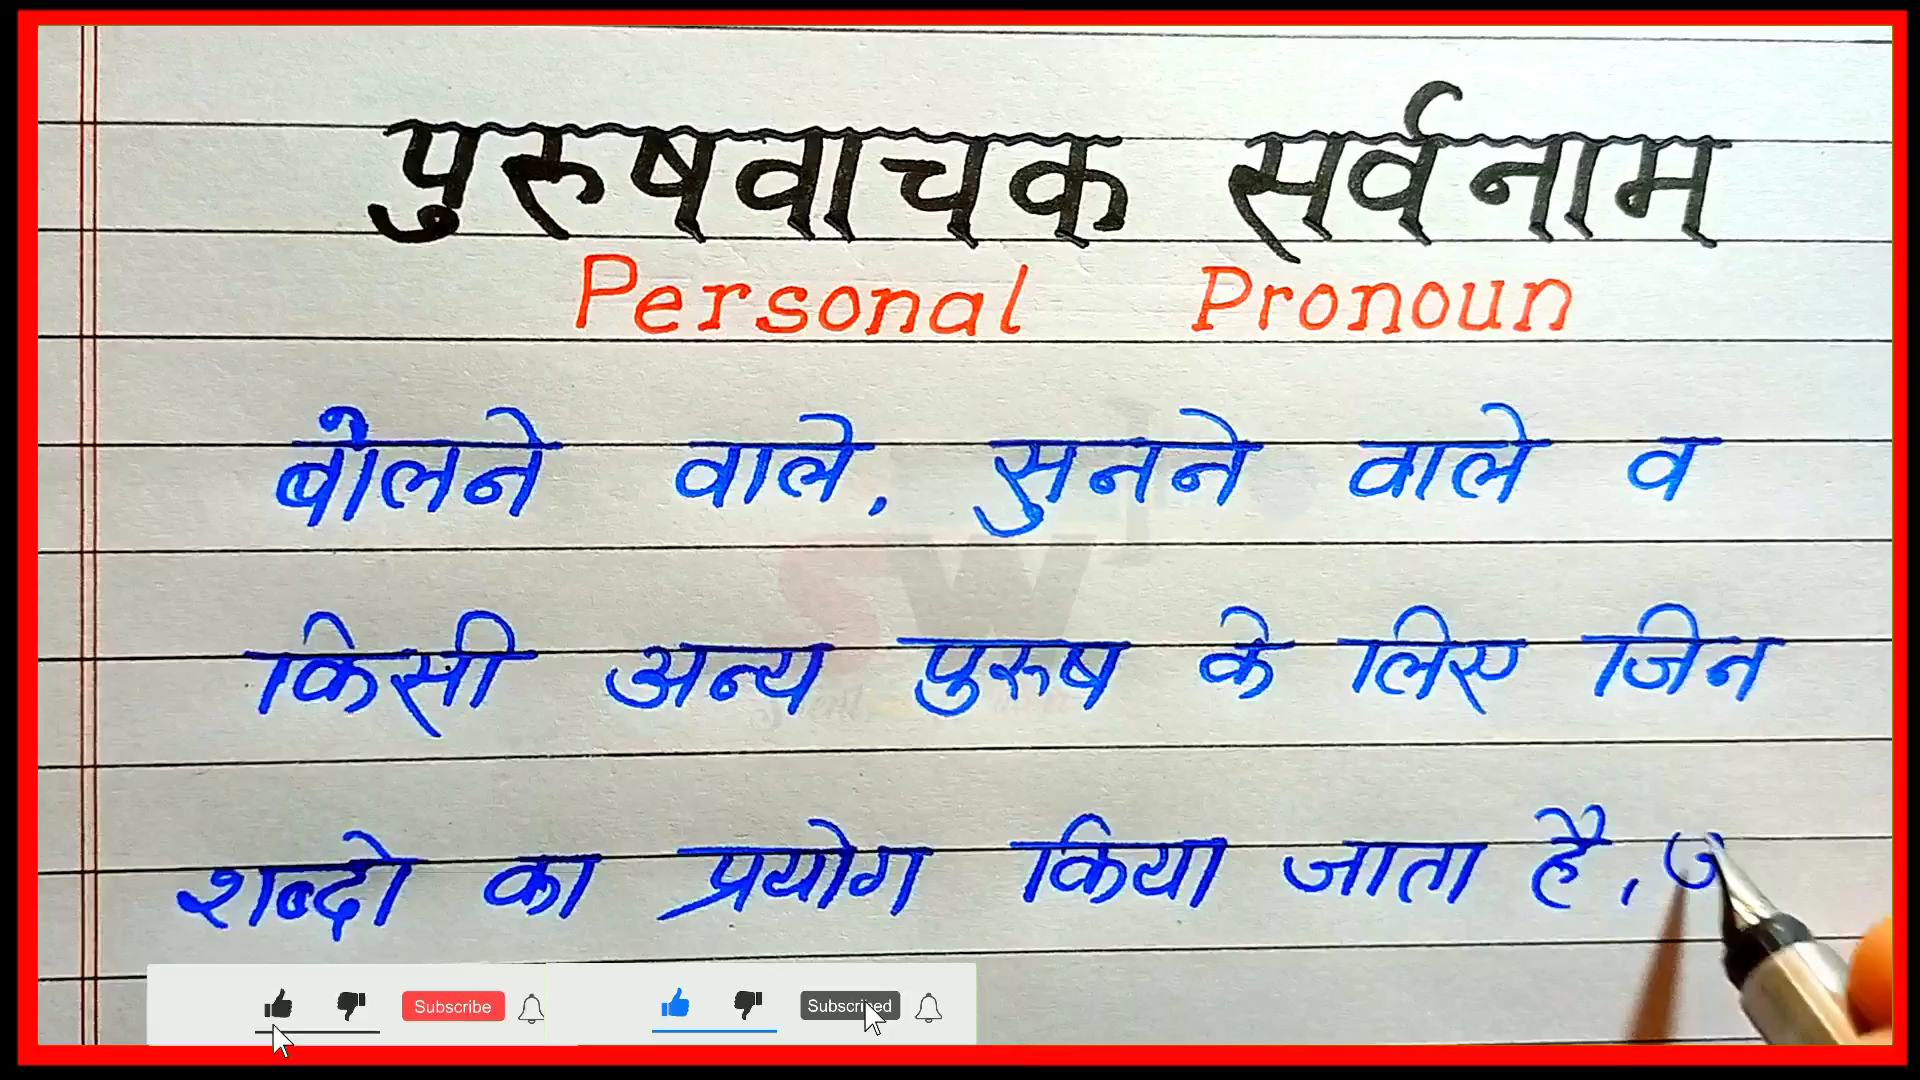 पुरुषवाचक सर्वनाम
Personal Pronoun
बोलने वाले, सुनने वाले व
किसी अन्य पुरुष के लिए जिन
शब्दो का प्रयोग किया जाता है,
Subscribe Subscribed